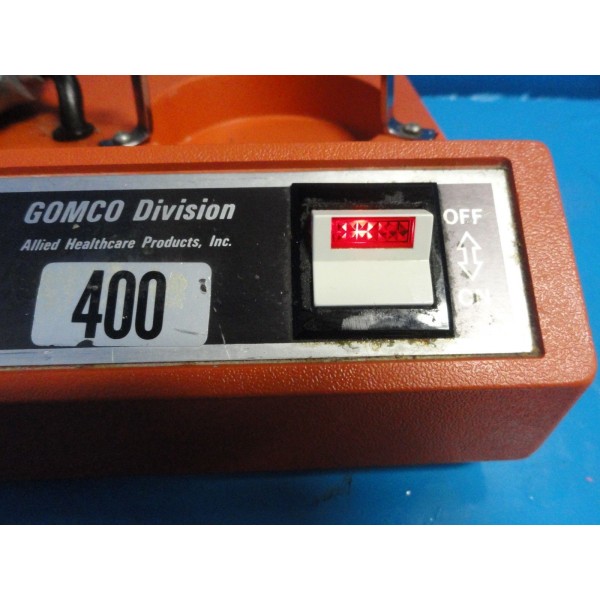 GOMCO Division
Allied Healthcare Products, Inc.
400
OFF